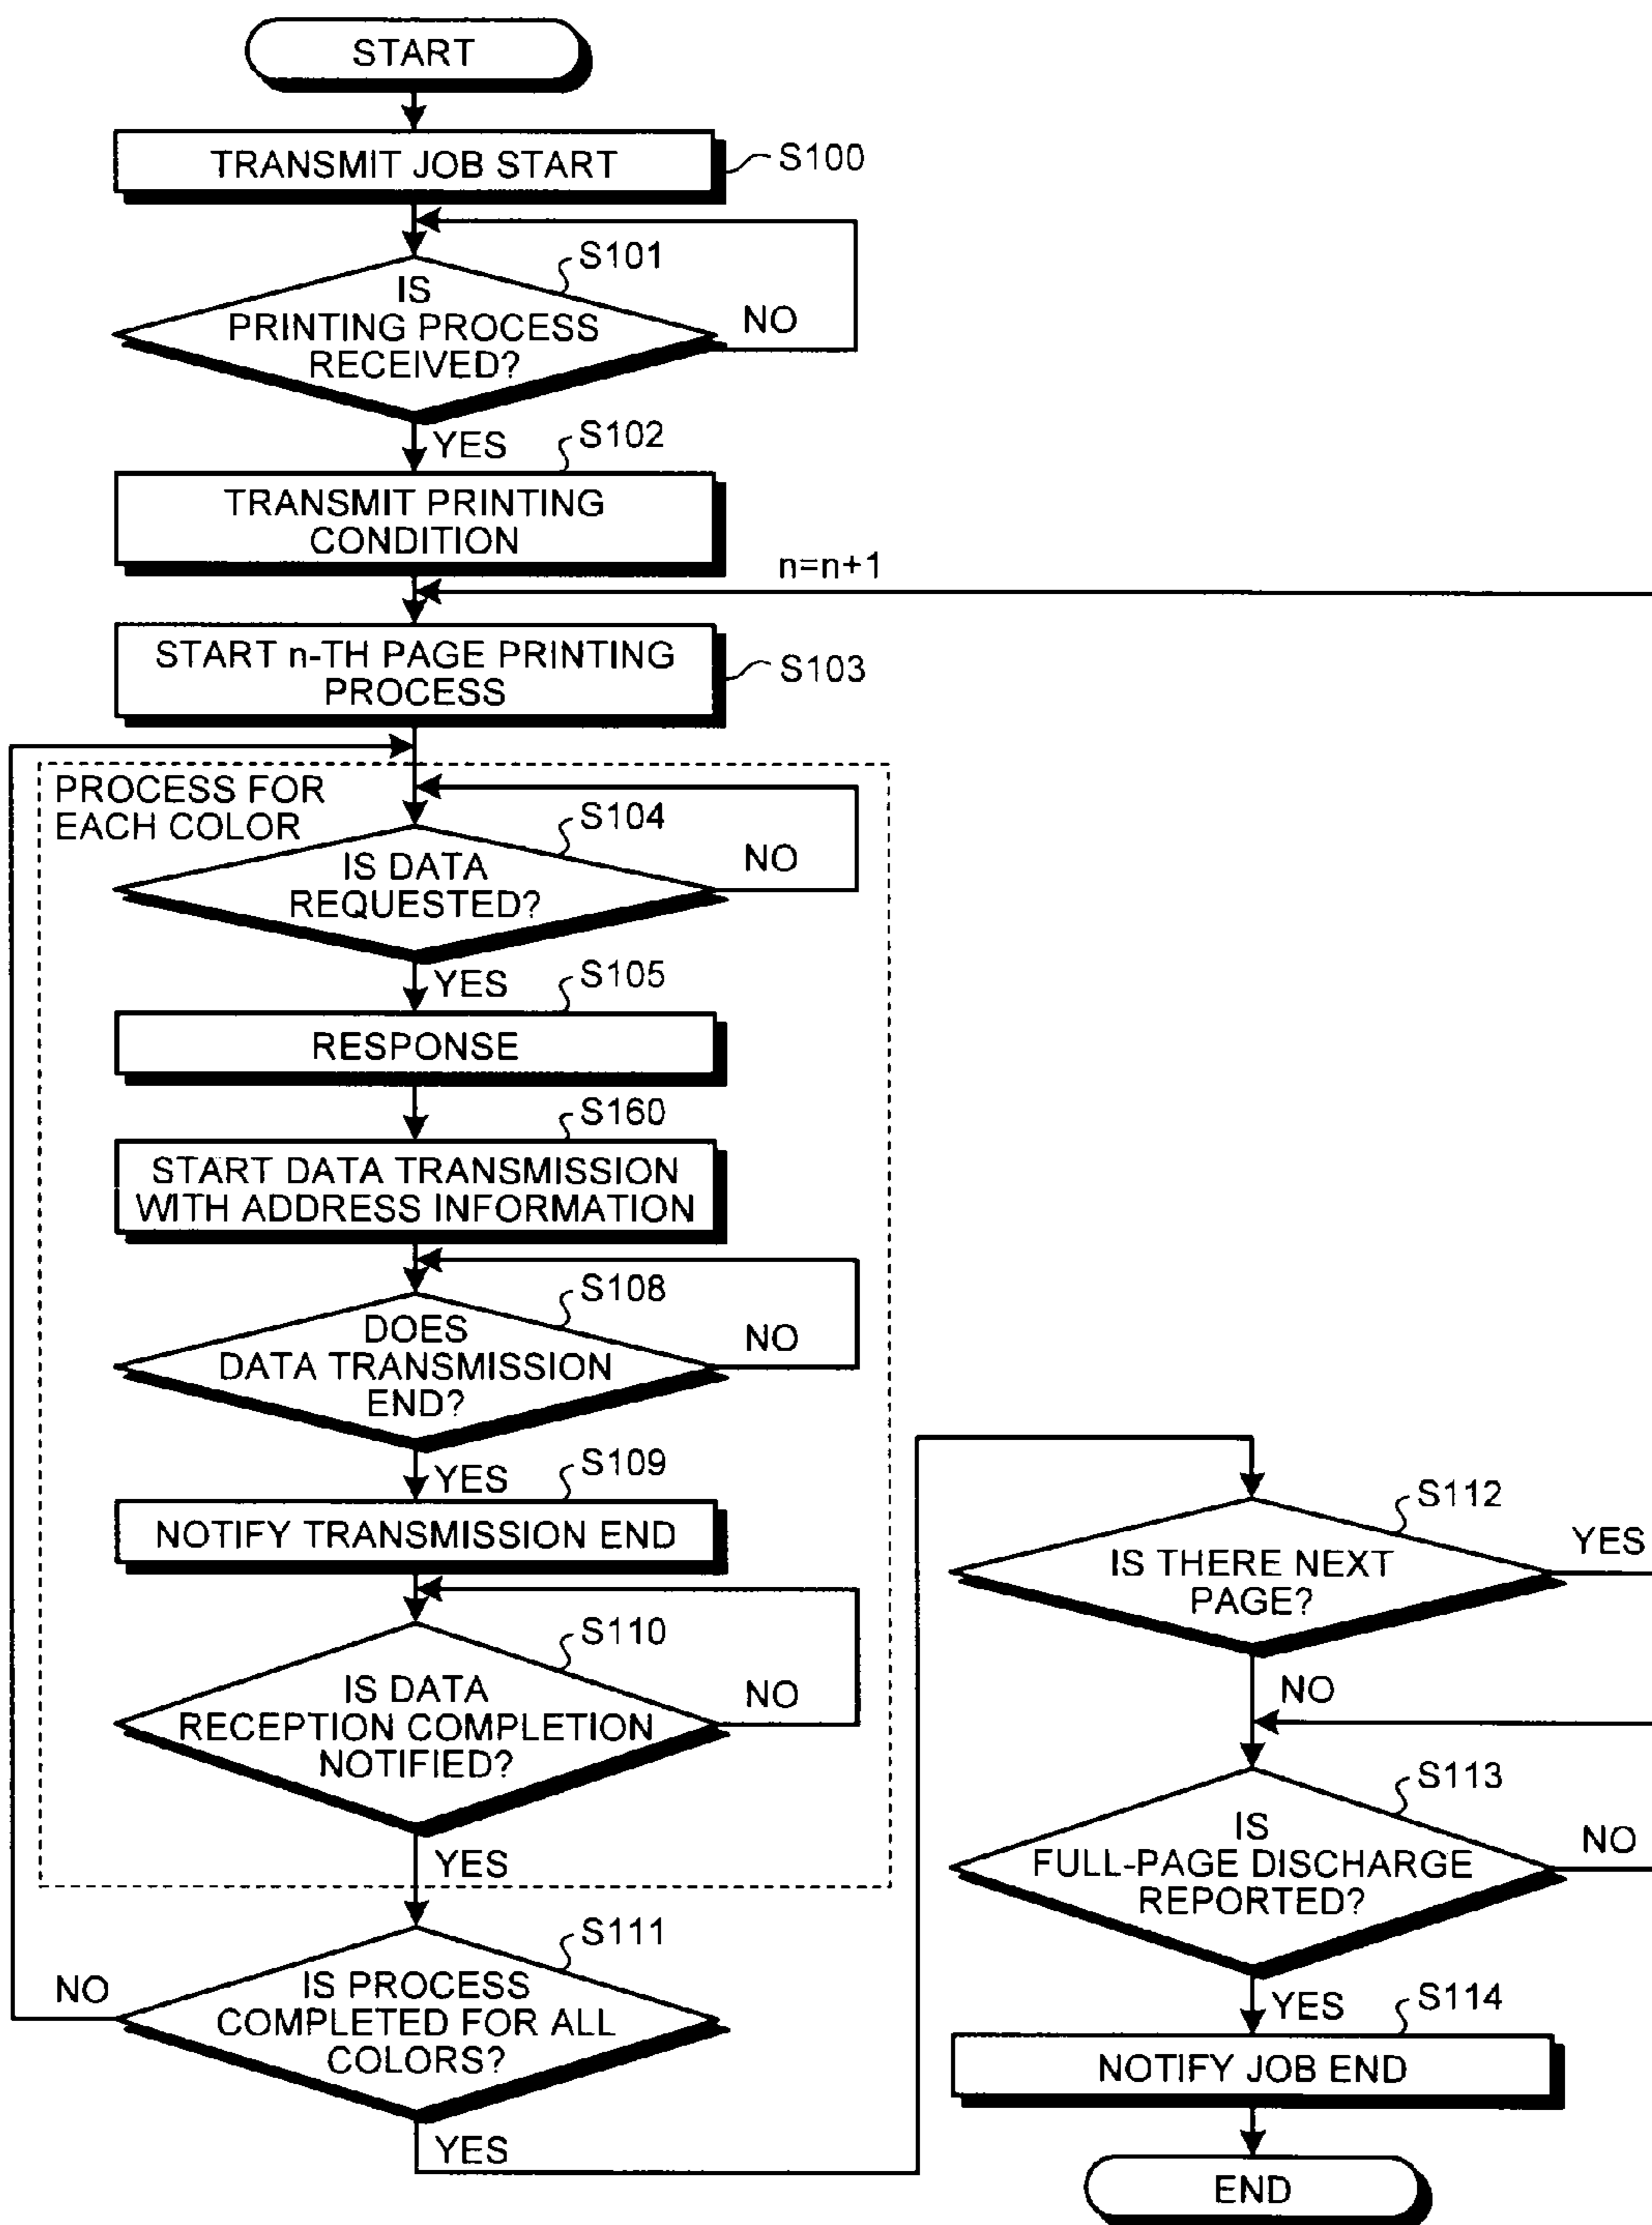 START
TRANSMIT JOB START
S100
S101
IS
PRINTING PROCESS
RECEIVED?
NO
YES
S102
TRANSMIT PRINTING
CONDITION
n=n+1
START n-TH PAGE PRINTING
PROCESS
S103
PROCESS FOR
EACH COLOR
S104
IS DATA
REQUESTED?
NO
YES
S105
RESPONSE
S160
START DATA TRANSMISSION
WITH ADDRESS INFORMATION
S108
DOES
DATA TRANSMISSION
END?
NO
YES
S109
NOTIFY TRANSMISSION END
S110
IS DATA
RECEPTION COMPLETION
NOTIFIED?
NO
YES
S111
IS PROCESS
COMPLETED FOR ALL
COLORS?
NO
YES
S112
IS THERE NEXT
PAGE?
YES
NO
S113
IS
FULL-PAGE DISCHARGE
REPORTED?
NO
YES
S114
NOTIFY JOB END
END